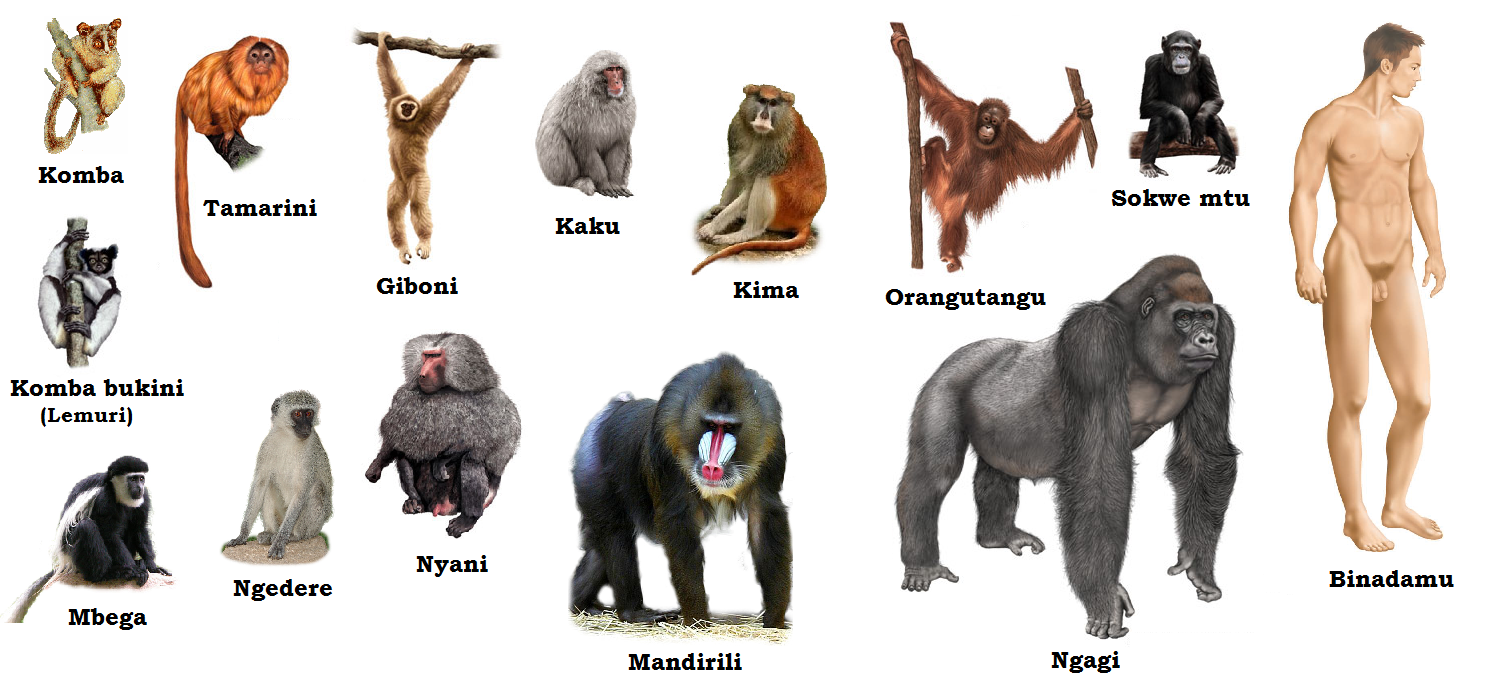 Komba
Tamarini
Giboni
Kaku
Kima
Orangutangu
Sokwe mtu
Komba bukini
(Lemuri)
Mbega
Ngedere
Nyani
Mandirili
Ngagi
Binadamu